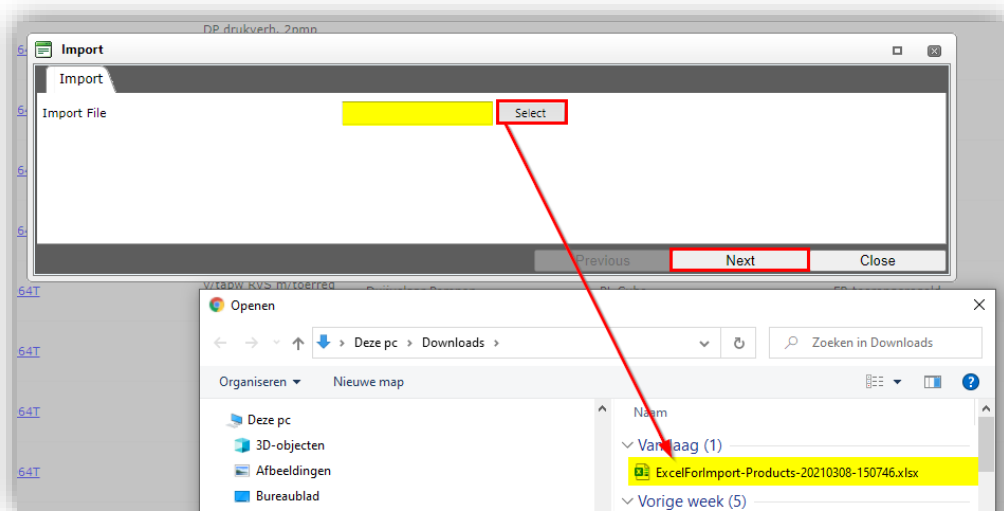 DP drukverb. 2pmp
Import
Import
Import File
Select
Previous Next Close
64T
Openen
Deze pc > Downloads >
Zoeken in Downloads
Organiseren
Nieuwe map
64T
Deze pc
Naam
64T
3D-objecten
Vandaag (1)
Afbeeldingen
ExcelForImport-Products-20210308-150746.xlsx
64T
Bureaublad
Vorige week (5)